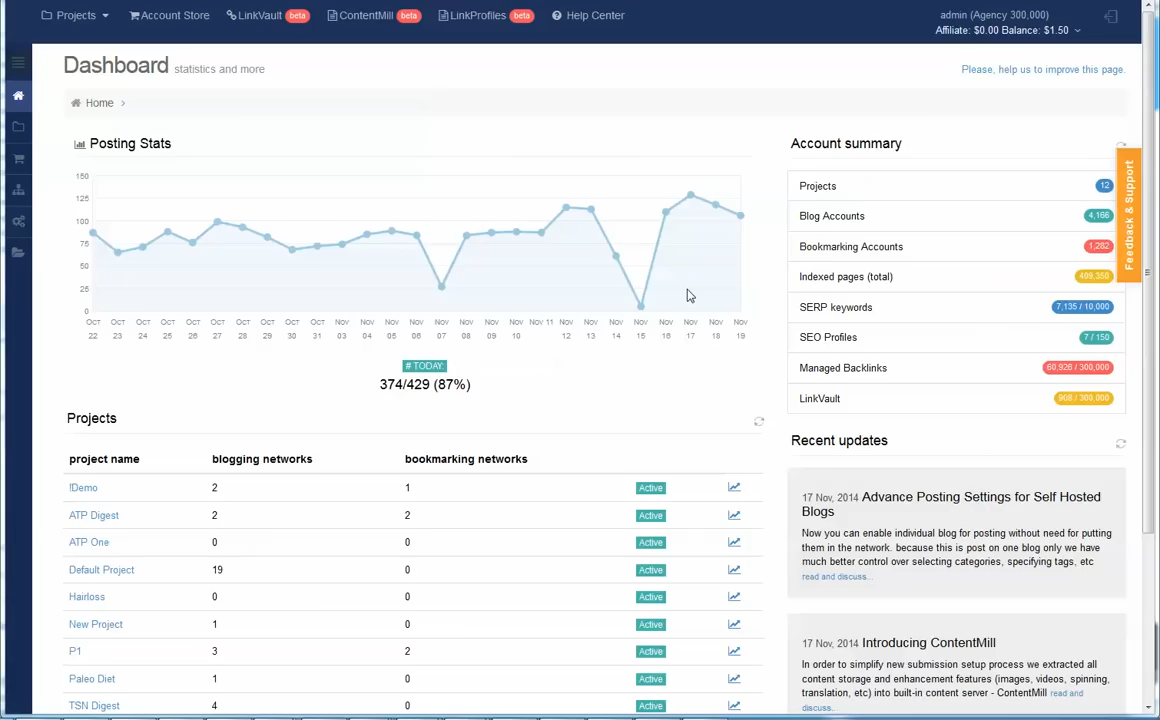 Projects Account Store LinkVault beta ContentMill beta LinkProfiles beta Help Center
admin (Agency 300,000)
Affiliate: $0.00 Balance: $1.50
Dashboard statistics and more
Please, help us to improve this page.
Home
Posting Stats
150
125
100
75
50
25
0
Oct Oct Oct Oct Oct Oct Oct Oct Oct Oct Nov Nov Nov Nov Nov Nov Nov Nov Nov 11 Nov Nov Nov Nov Nov Nov Nov Nov
22 23 24 25 26 27 28 29 30 31 03 04 05 06 07 08 09 10 12 13 14 15 16 17 18 19
# TODAY:
374/429 (87%)
Account summary
Projects 12
Blog Accounts 4,166
Bookmarking Accounts 1,282
Indexed pages (total) 409,350
SERP keywords 7,135 / 10,000
SEO Profiles 7 / 150
Managed Backlinks 60,926 / 300,000
LinkVault 908 / 300,000
Feedback & Support
Projects
project name blogging networks bookmarking networks
!Demo 2 1 Active
ATP Digest 2 2 Active
ATP One 0 0 Active
Default Project 19 0 Active
Hairloss 0 0 Active
New Project 1 0 Active
P1 3 2 Active
Paleo Diet 1 0 Active
TSN Digest 4 0 Active
Recent updates
17 Nov, 2014 Advance Posting Settings for Self Hosted
Blogs
Now you can enable individual blog for posting without need for putting
them in the network. because this is post on one blog only we have
much better control over selecting categories, specifying tags, etc
read and discuss...
17 Nov, 2014 Introducing ContentMill
In order to simplify new submission setup process we extracted all
content storage and enhancement features (images, videos, spinning,
translation, etc) into built-in content server - ContentMill read and
discuss...